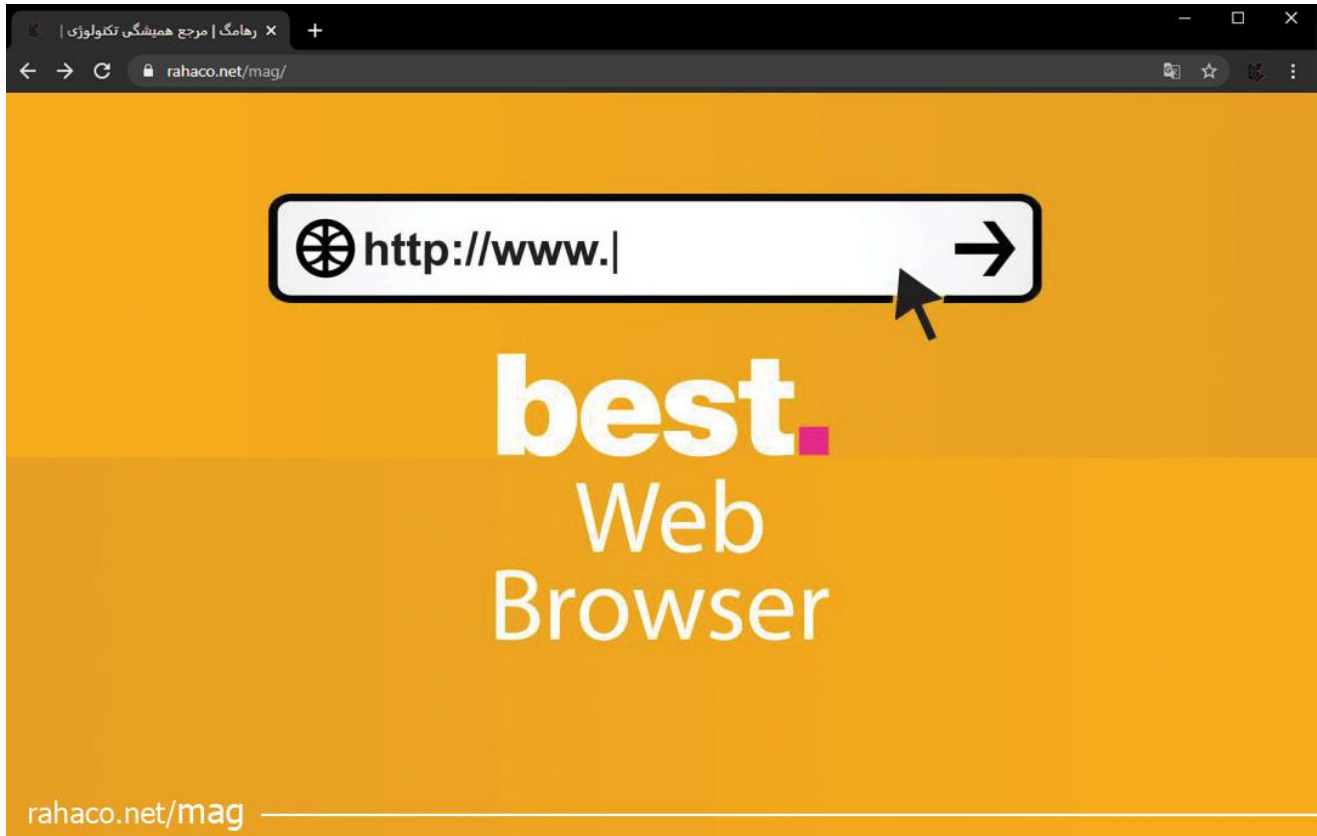 رهامگ | مرجع همیشگی تکنولوژی |
rahaco.net/mag/
http://www.|
best.
Web
Browser
rahaco.net/mag